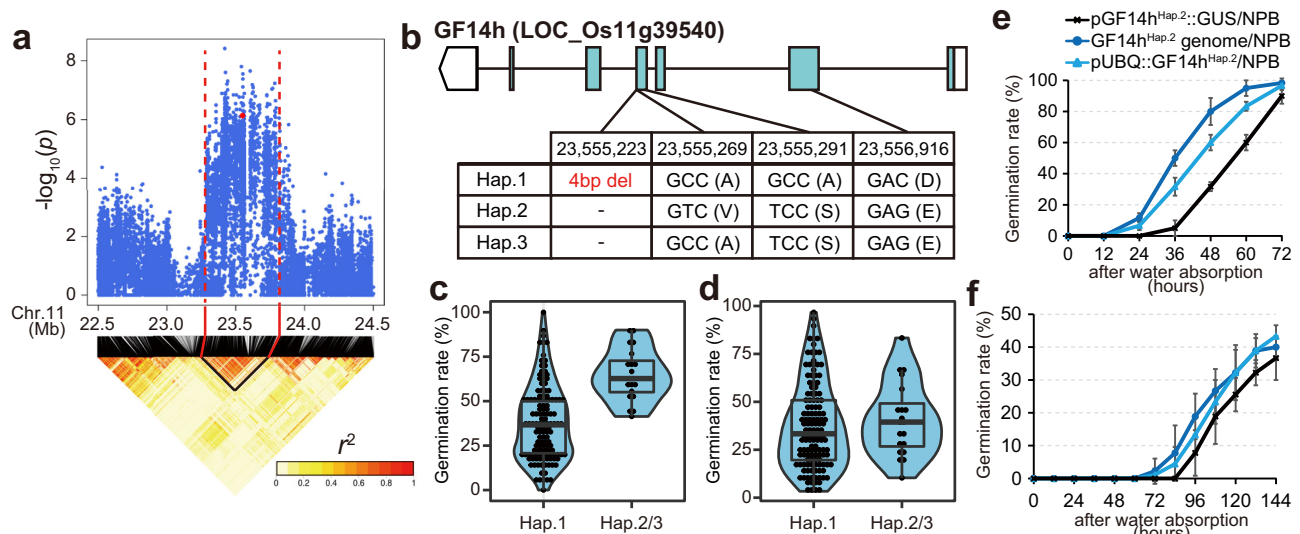 a
8
6
4
2
0
-log10(p)
Chr.11
(Mb)
22.5 23.0 23.5 24.0 24.5
r²
0 0.2 0.4 0.6 0.8 1
b
GF14h (LOC_Os11g39540)
23,555,223 23,555,269 23,555,291 23,556,916
Hap.1 4bp del GCC (A) GCC (A) GAC (D)
Hap.2 - GTC (V) TCC (S) GAG (E)
Hap.3 - GCC (A) TCC (S) GAG (E)
c
Germination rate (%)
100
75
50
25
0
Hap.1 Hap.2/3
d
Germination rate (%)
100
75
50
25
0
Hap.1 Hap.2/3
e
pGF14hHap.2::GUS/NPB
GF14hHap.2 genome/NPB
pUBQ::GF14hHap.2/NPB
Germination rate (%)
100
80
60
40
20
0
0 12 24 36 48 60 72
after water absorption
(hours)
f
Germination rate (%)
50
40
30
20
10
0
0 24 48 72 96 120 144
after water absorption
(hours)